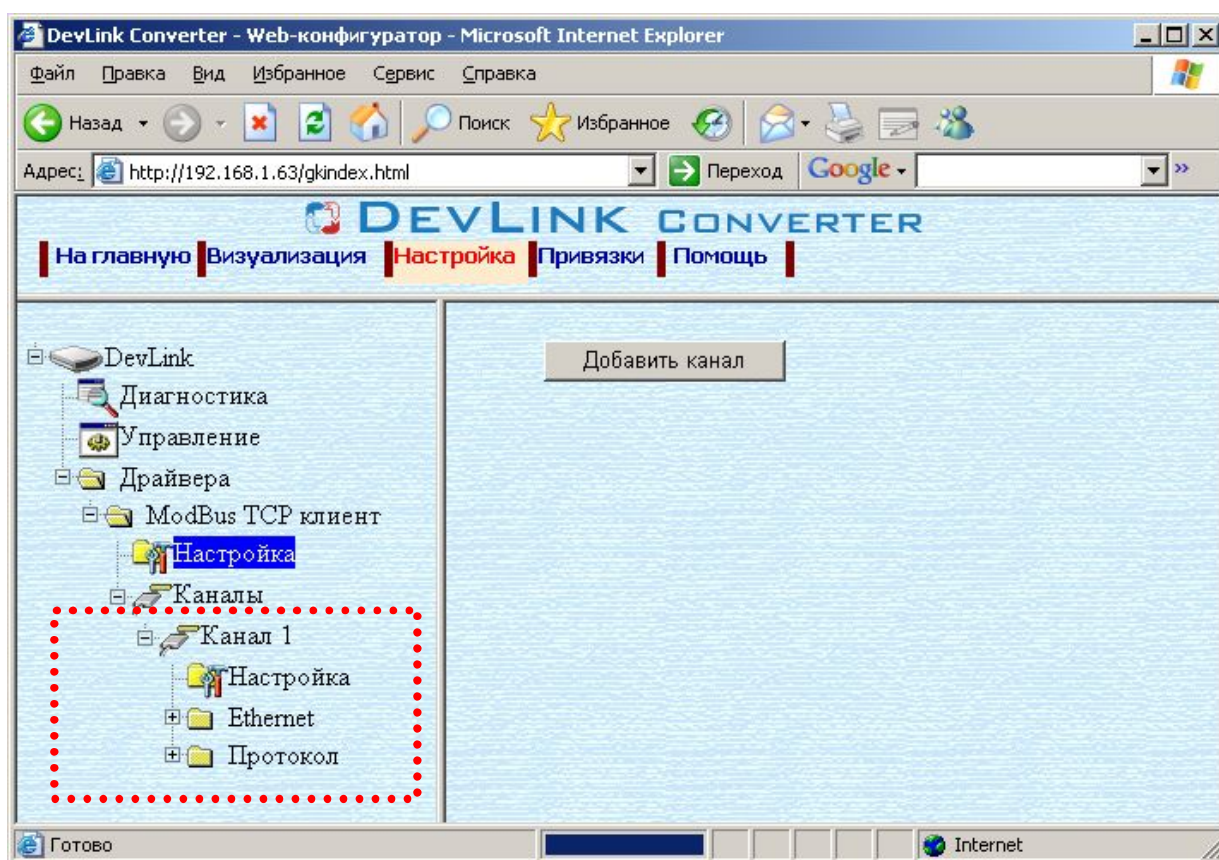 DevLink Converter - Web-конфигуратор - Microsoft Internet Explorer
Файл Правка Вид Избранное Сервис Справка
Назад Поиск Избранное
Адрес: http://192.168.1.63/gkindex.html Переход Google »
DEVLINK CONVERTER
На главную Визуализация Настройка Привязки Помощь
DevLink
Добавить канал
Диагностика
Управление
Драйвера
ModBus TCP клиент
Настройка
Каналы
Канал 1
Настройка
Ethernet
Протокол
Готово Internet